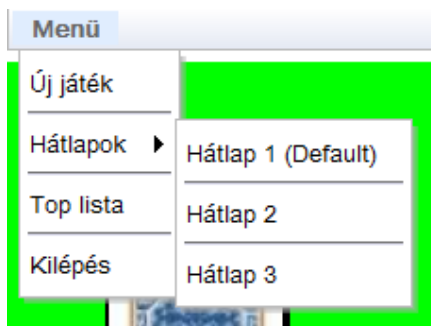 Menü
Új játék
Hátlapok
Hátlap 1 (Default)
Top lista
Hátlap 2
Kilépés
Hátlap 3